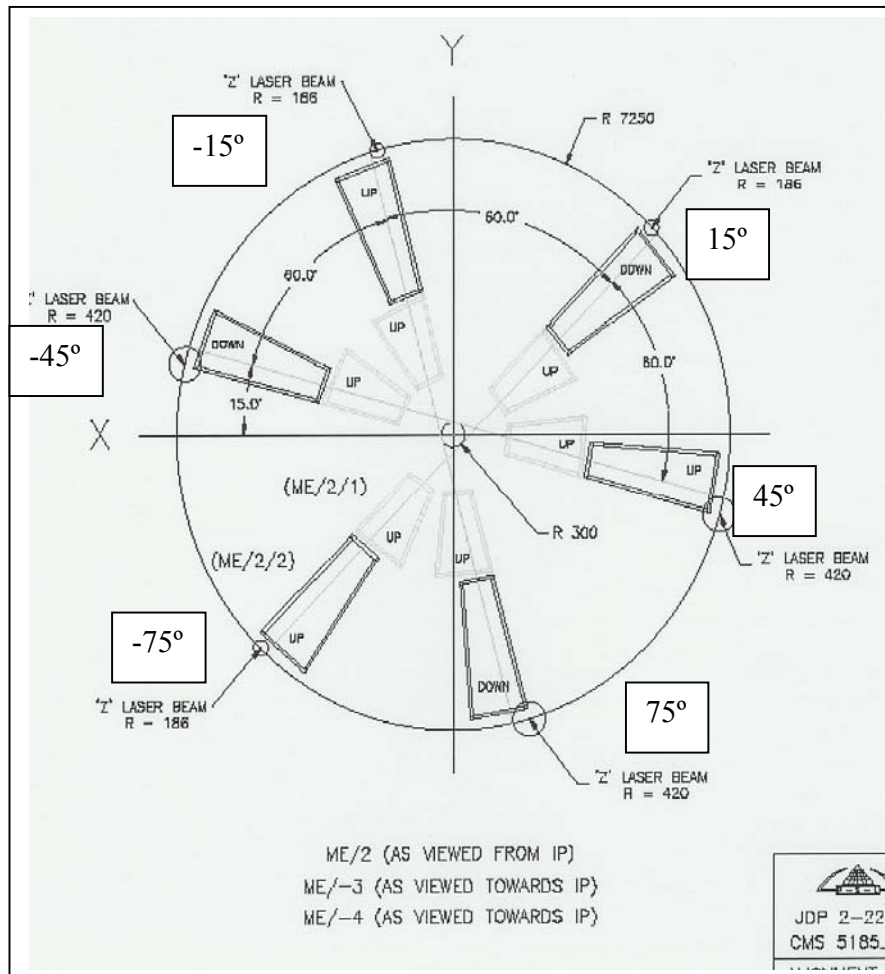 Y
'Z' LASER BEAM
R = 186
-15º
R 7250
'Z' LASER BEAM
R = 186
15º
60.0'
60.0'
UP
DOWN
' LASER BEAM
R = 420
-45º
DOWN
UP
UP
UP
60.0'
15.0'
X
UP
UP
45º
(ME/2/1)
R 300
'Z' LASER BEAM
R = 420
(ME/2/2)
UP
UP
-75º
UP
DOWN
75º
'Z' LASER BEAM
R - 186
'Z' LASER BEAM
R = 420
ME/2 (AS VIEWED FROM IP)
ME/-3 (AS VIEWED TOWARDS IP)
ME/-4 (AS VIEWED TOWARDS IP)
JDP 2-22
CMS 5185